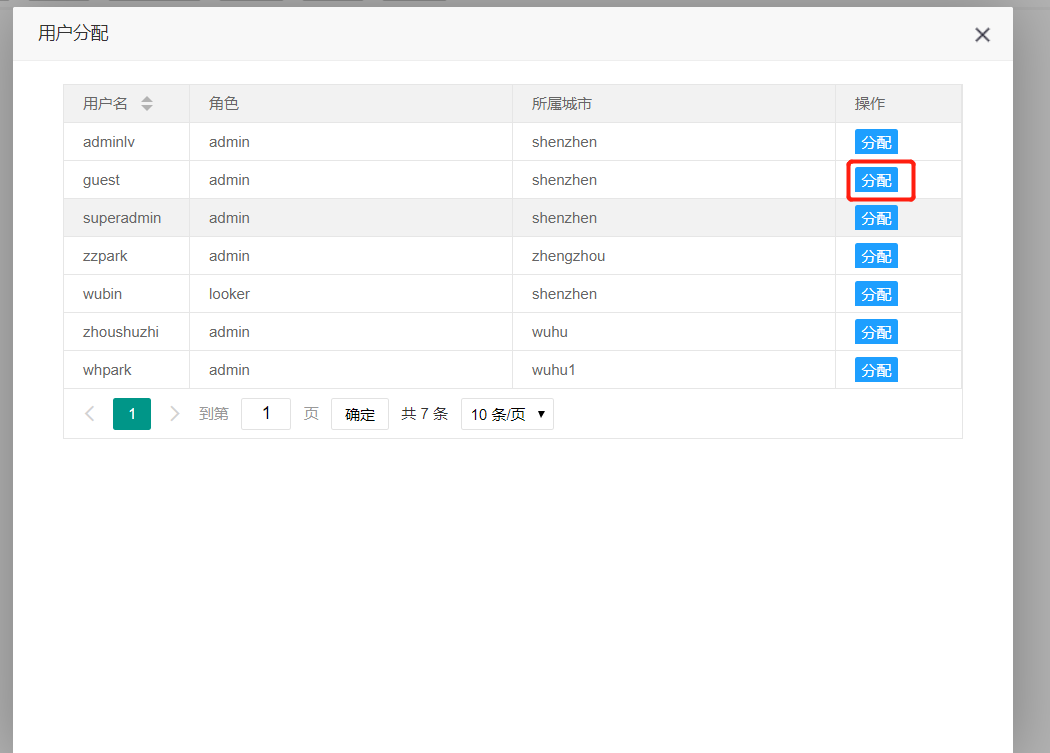 用户分配
用户名 角色 所属城市 操作
adminlv admin shenzhen 分配
guest admin shenzhen 分配
superadmin admin shenzhen 分配
zzpark admin zhengzhou 分配
wubin looker shenzhen 分配
zhoushuzhi admin wuhu 分配
whpark admin wuhu1 分配
1 到第 1 页 确定 共 7 条 10 条/页